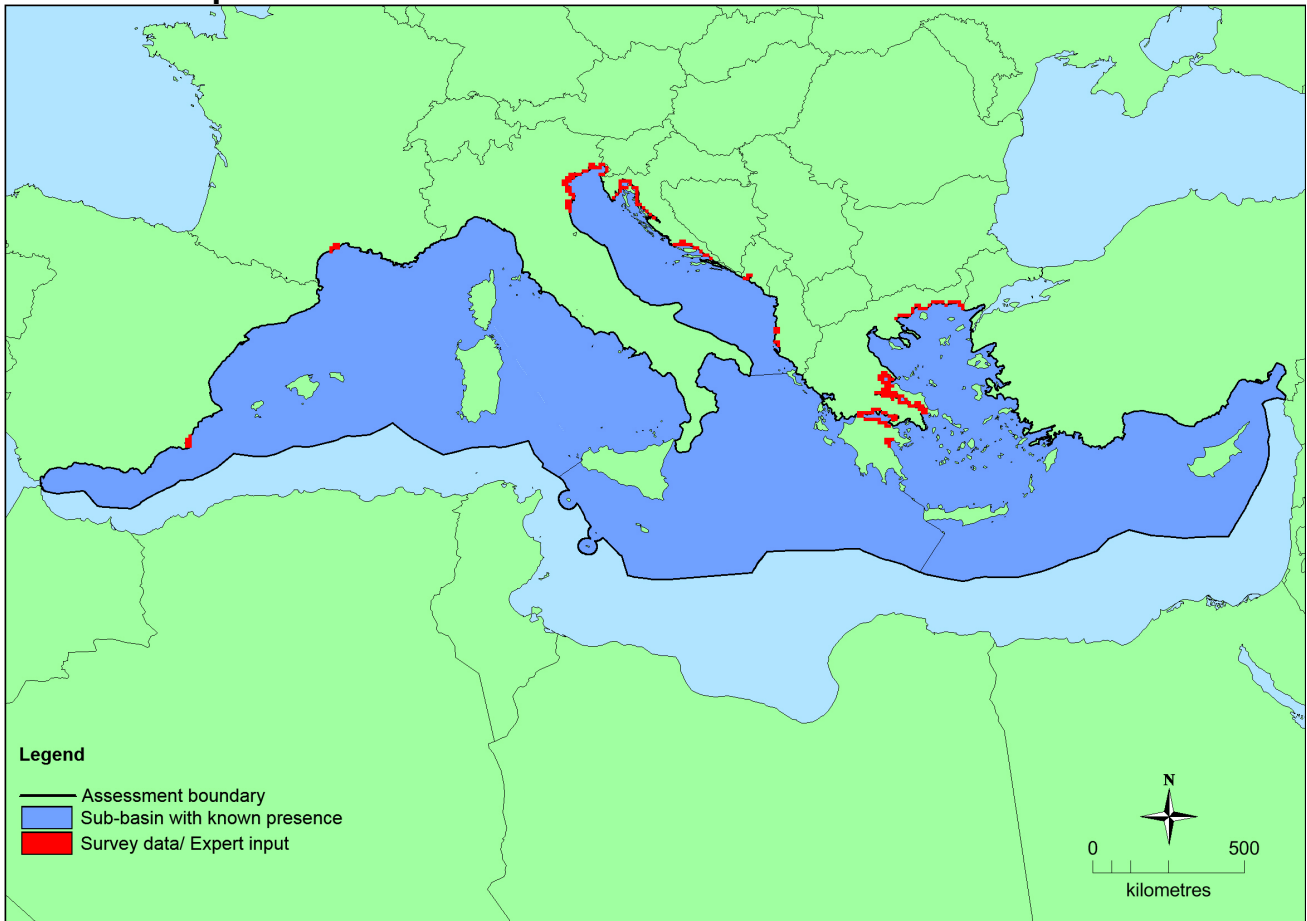 Legend
Assessment boundary
Sub-basin with known presence
Survey data/ Expert input
N
0 500
kilometres